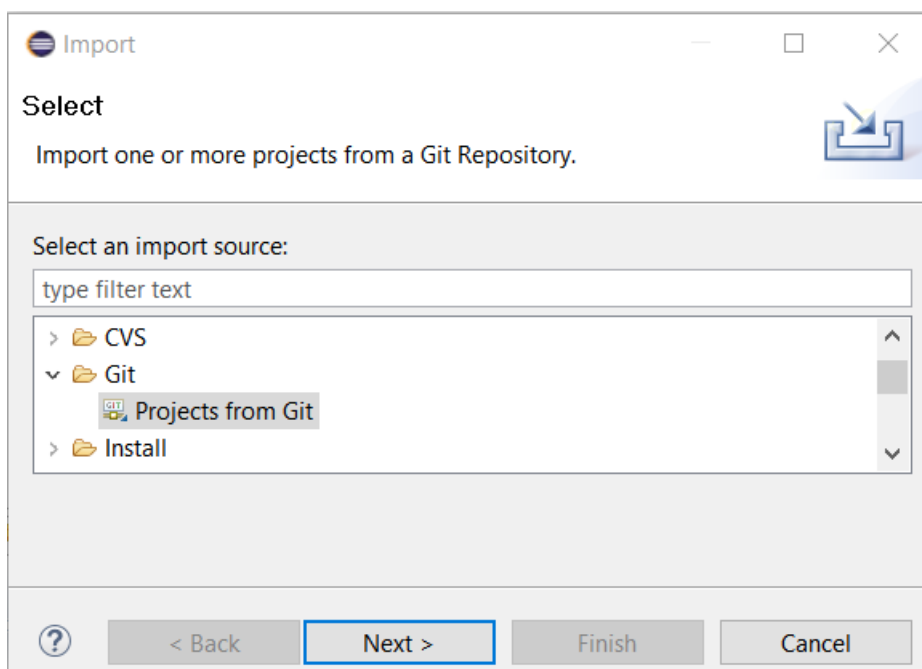 Import
Select
Import one or more projects from a Git Repository.
Select an import source:
type filter text
CVS
Git
GIT Projects from Git
Install
? < Back Next > Finish Cancel